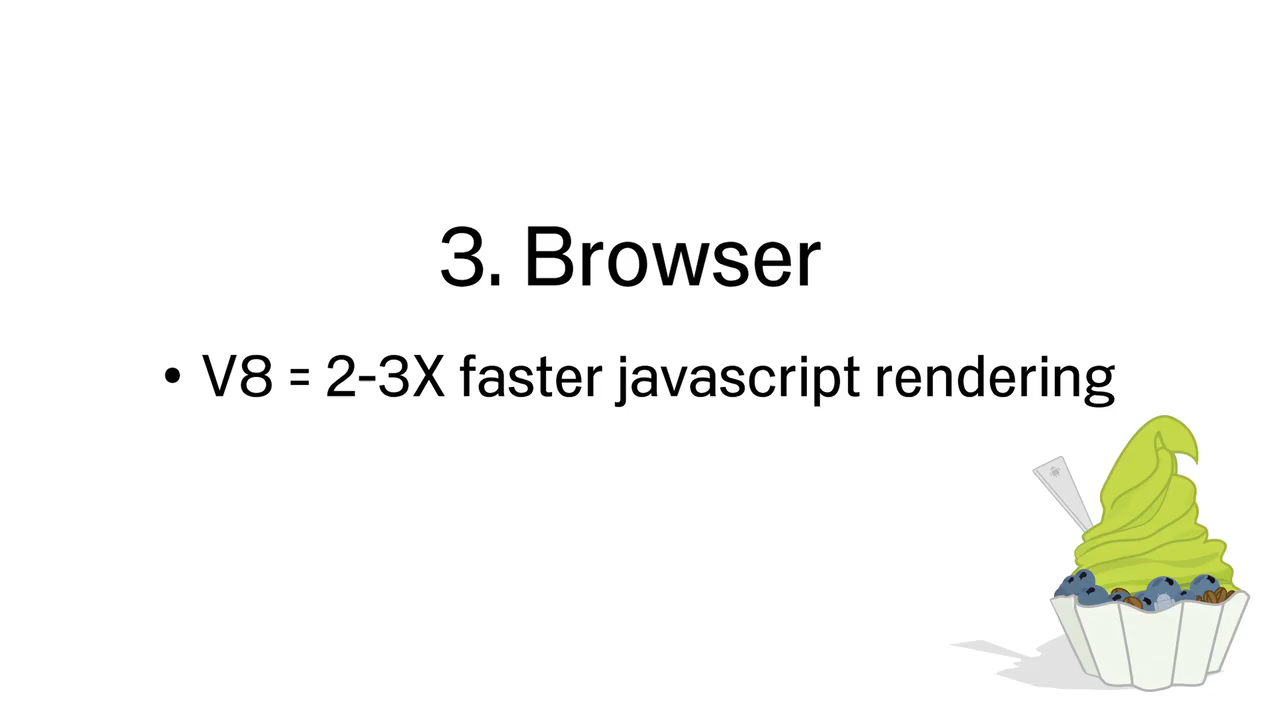 3. Browser
• V8 = 2-3X faster javascript rendering